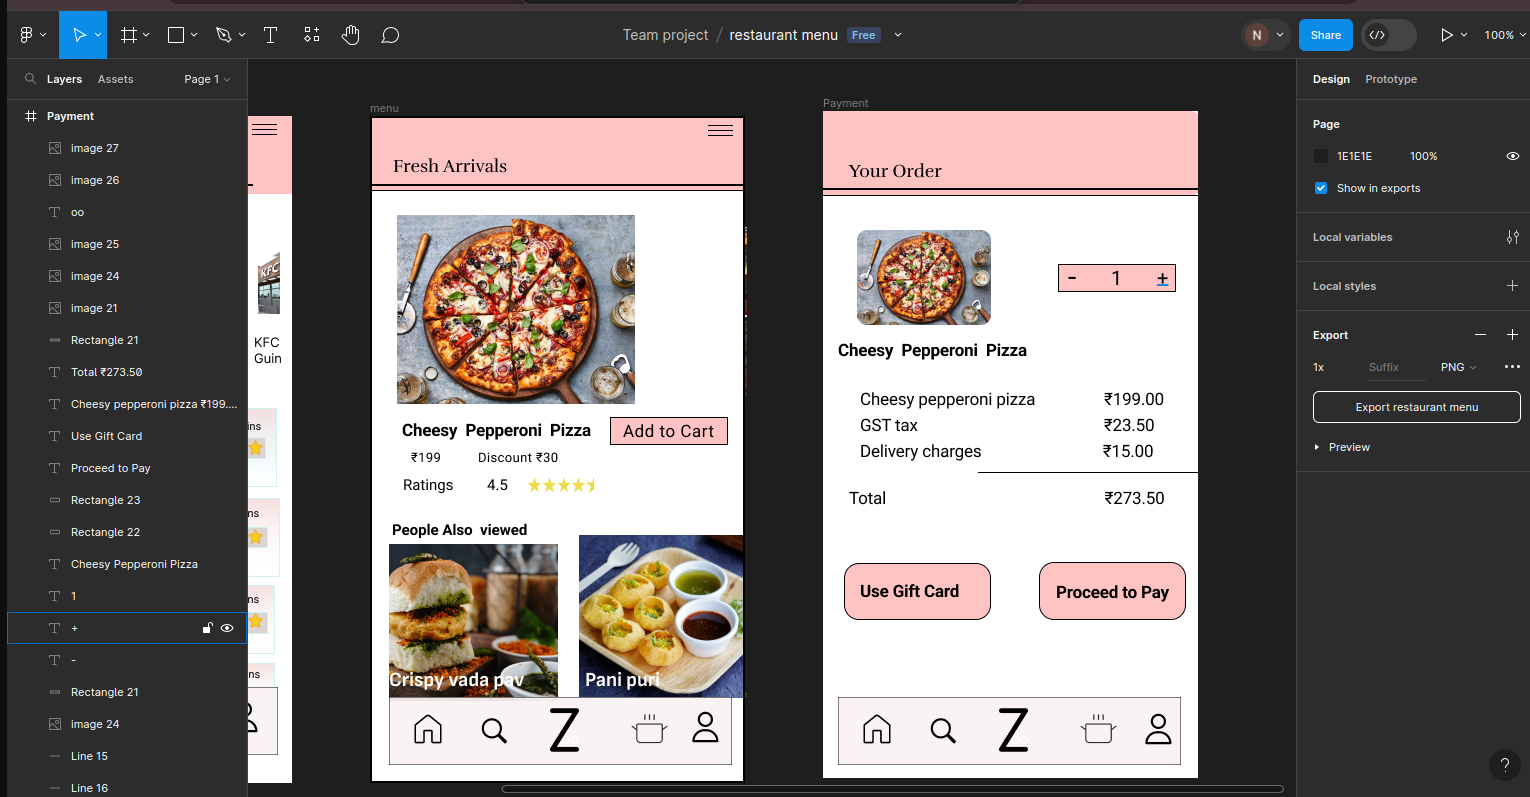 Team project / restaurant menu Free
N
Share
100%
Layers Assets Page 1
Payment
image 27
image 26
oo
image 25
image 24
image 21
Rectangle 21
Total ₹273.50
Cheesy pepperoni pizza ₹199....
Use Gift Card
Proceed to Pay
Rectangle 23
Rectangle 22
Cheesy Pepperoni Pizza
1
+
-
Rectangle 21
image 24
Line 15
Line 16
KFC
KFC
Guin
ins
ns
ns
ns
menu
Fresh Arrivals
Cheesy Pepperoni Pizza
Add to Cart
₹199 Discount ₹30
Ratings 4.5
People Also viewed
Crispy vada pav
Pani puri
Z
Payment
Your Order
- 1 +
Cheesy Pepperoni Pizza
Cheesy pepperoni pizza ₹199.00
GST tax ₹23.50
Delivery charges ₹15.00
Total ₹273.50
Use Gift Card
Proceed to Pay
Z
Design Prototype
Page
1E1E1E 100%
Show in exports
Local variables
Local styles
Export
1x Suffix PNG
Export restaurant menu
Preview
?